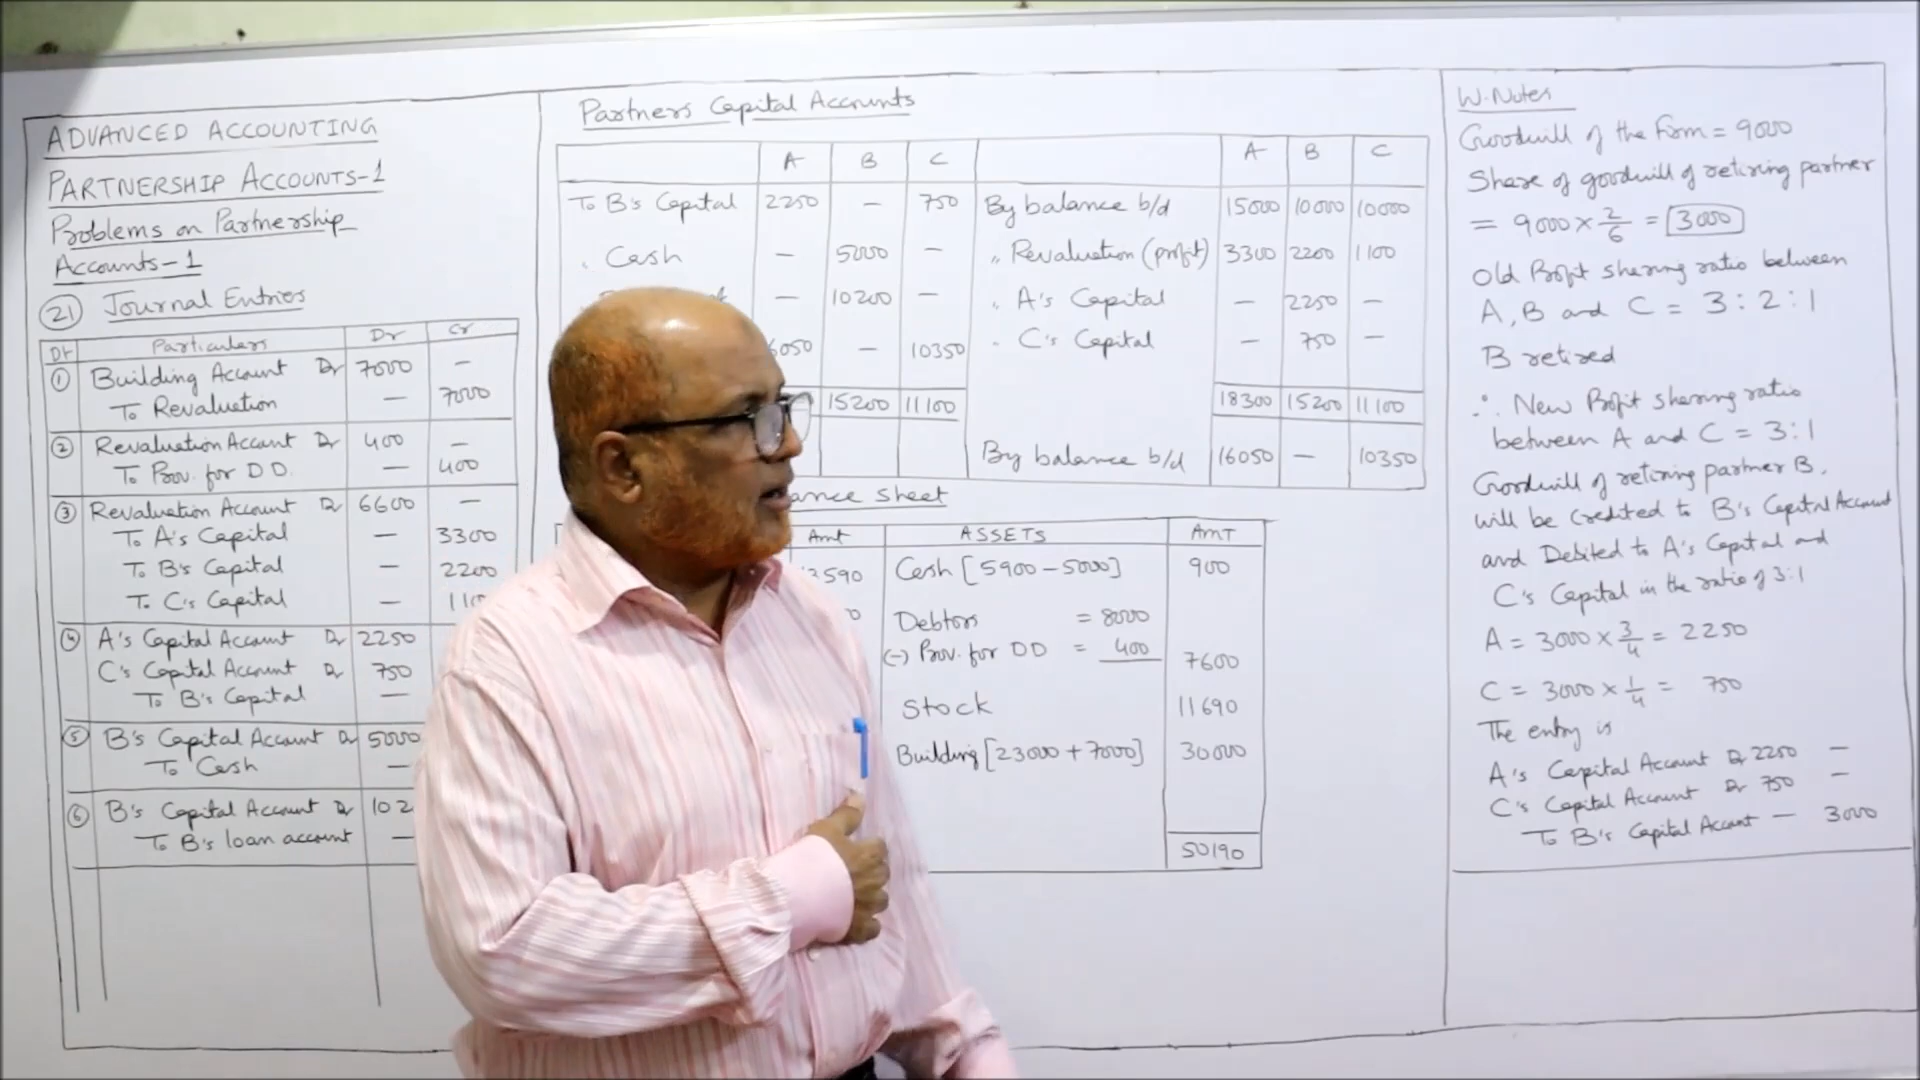 ADVANCED ACCOUNTING
PARTNERSHIP ACCOUNTS-1
Problems on Partnership
Accounts-1
21 Journal Entries
Dt Particulars Dr Cr
1 Building Account Dr 7000 —
To Revaluation — 7000
2 Revaluation Account Dr 400 —
To Prov. for D D. — 400
3 Revaluation Account Dr 6600 —
To A's Capital — 3300
To B's Capital — 2200
To C's Capital —
4 A's Capital Account Dr 2250
C's Capital Account Dr 750
To B's Capital —
5 B's Capital Account Dr 5000
To Cash —
6 B's Capital Account Dr
To B's loan account —
Partners Capital Accounts
A B C A B C
To B's Capital 2250 — 750 By balance b/d 15000 10000 10000
" Cash — 5000 — " Revaluation (profit) 3300 2200 1100
— 10200 — " A's Capital — 2250 —
— 10350 " C's Capital — 750 —
15200 11100 18300 15200 11100
By balance b/d 16050 — 10350
Sheet
Amt ASSETS AMT
Cash [5900 – 5000] 900
Debtors = 8000
(-) Prov. for D D = 400 7600
Stock 11690
Building [23000 + 7000] 30000
50190
W.Notes
Goodwill of the Firm = 9000
Share of goodwill of retiring partner
= 9000 × 2/6 = 3000
Old Profit sharing ratio between
A, B and C = 3 : 2 : 1
B retired
∴ New Profit sharing ratio
between A and C = 3:1
Goodwill of retiring partner B.
will be credited to B's Capital Account
and Debited to A's Capital and
C's Capital in the ratio of 3:1
A = 3000 × 3/4 = 2250
C = 3000 × 1/4 = 750
The entry is
A's Capital Account Dr 2250 —
C's Capital Account Dr 750 —
To B's Capital Account — 3000